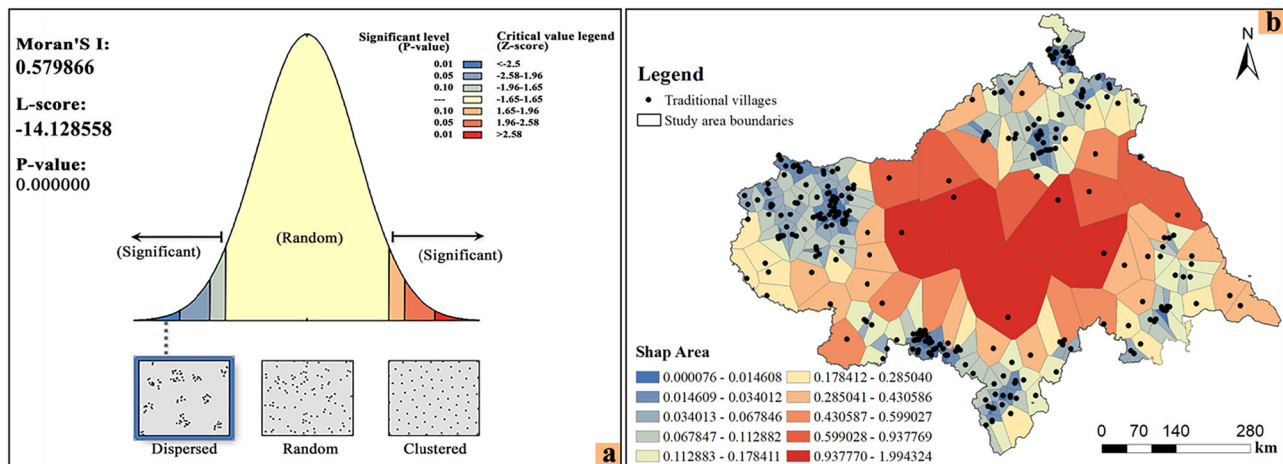 Moran'S I:
0.579866
L-score:
-14.128558
P-value:
0.000000
Significant level
(P-value)
Critical value legend
(Z-score)
0.01 <-2.5
0.05 -2.58-1.96
0.10 -1.96-1.65
--- -1.65-1.65
0.10 1.65-1.96
0.05 1.96-2.58
0.01 >2.58
(Significant)
(Random)
(Significant)
Dispersed
Random
Clustered
a
b
N
Legend
Traditional villages
Study area boundaries
Shap Area
0.000076 - 0.014608
0.014609 - 0.034012
0.034013 - 0.067846
0.067847 - 0.112882
0.112883 - 0.178411
0.178412 - 0.285040
0.285041 - 0.430586
0.430587 - 0.599027
0.599028 - 0.937769
0.937770 - 1.994324
0 70 140 280
km